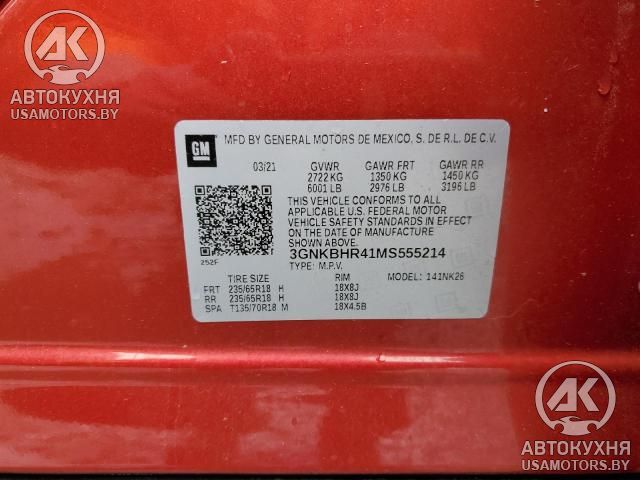 AK
АВТОКУХНЯ
USAMOTORS.BY
GM
MFD BY GENERAL MOTORS DE MEXICO, S. DE R.L. DE C.V.
03/21 GVWR GAWR FRT GAWR RR
2722 KG 1350 KG 1450 KG
6001 LB 2976 LB 3196 LB
THIS VEHICLE CONFORMS TO ALL
APPLICABLE U.S. FEDERAL MOTOR
VEHICLE SAFETY STANDARDS IN EFFECT
ON THE DATE OF MANUFACTURE
SHOWN ABOVE.
252F 3GNKBHR41MS555214
TYPE: M.P.V.
TIRE SIZE RIM MODEL: 141NK26
FRT 235/65R18 H 18X8J
RR 235/65R18 H 18X8J
SPA T135/70R18 M 18X4.5B
AK
АВТОКУХНЯ
USAMOTORS.BY